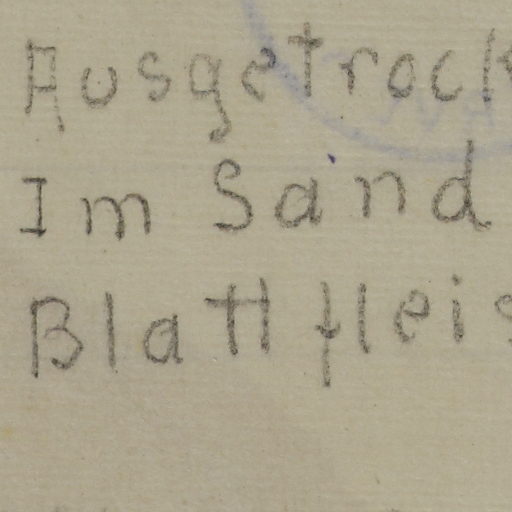 Ausgetrock
Im Sand
Blattfleis